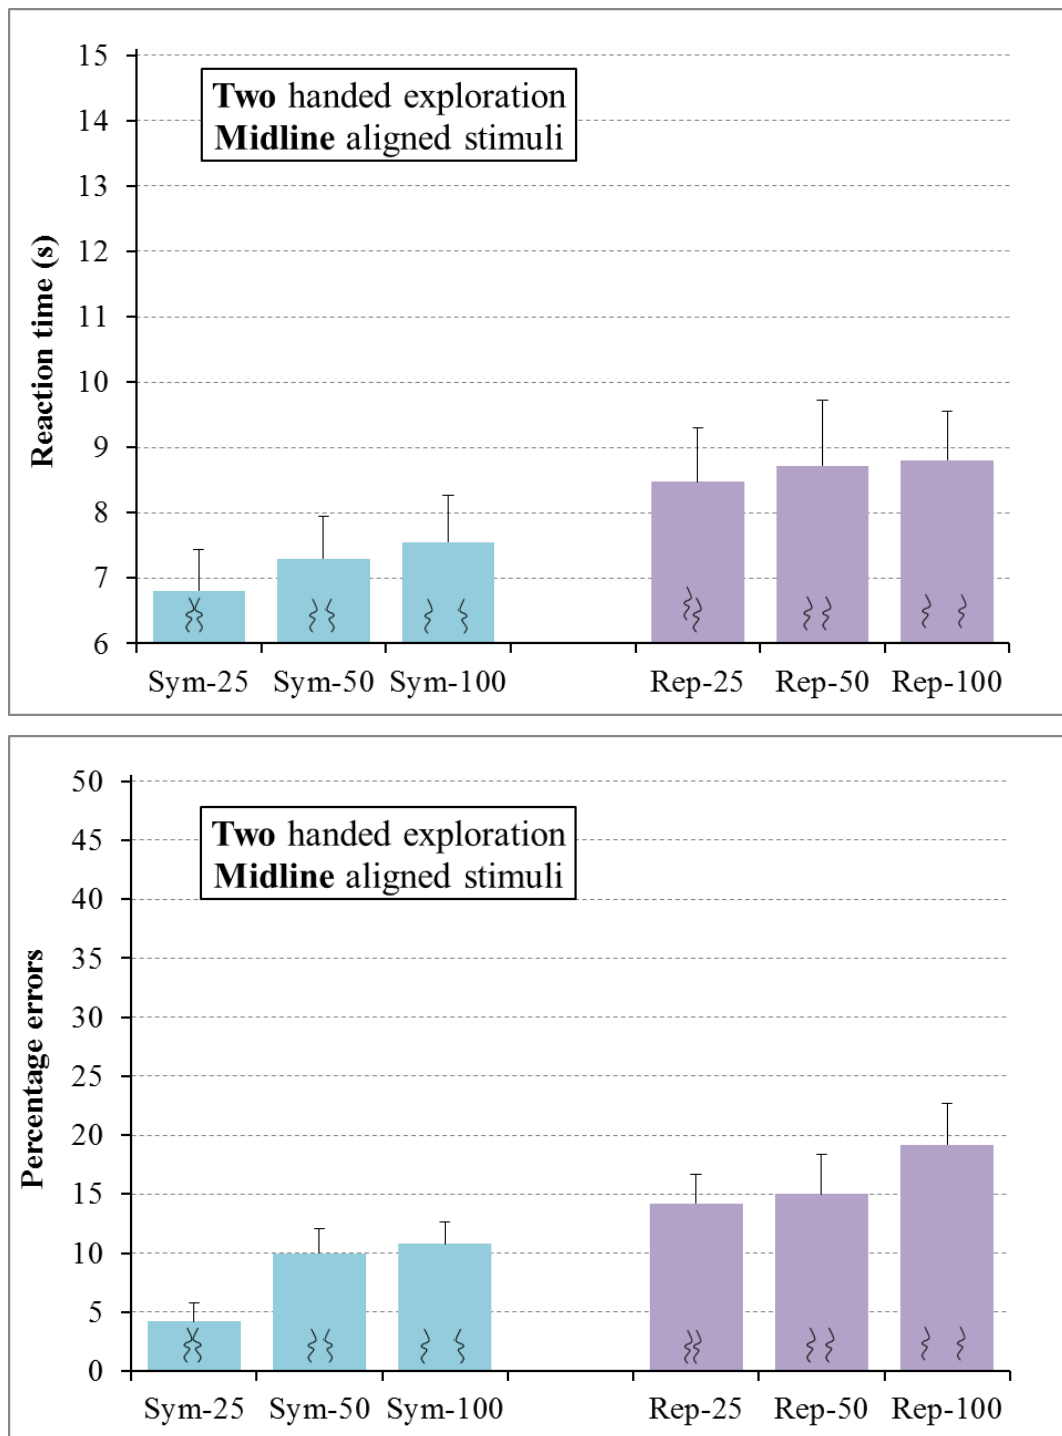 15
Two handed exploration
Midline aligned stimuli
14
13
12
11
10
9
8
7
6
Reaction time (s)
Sym-25 Sym-50 Sym-100 Rep-25 Rep-50 Rep-100
50
Two handed exploration
Midline aligned stimuli
45
40
35
30
25
20
15
10
5
0
Percentage errors
Sym-25 Sym-50 Sym-100 Rep-25 Rep-50 Rep-100